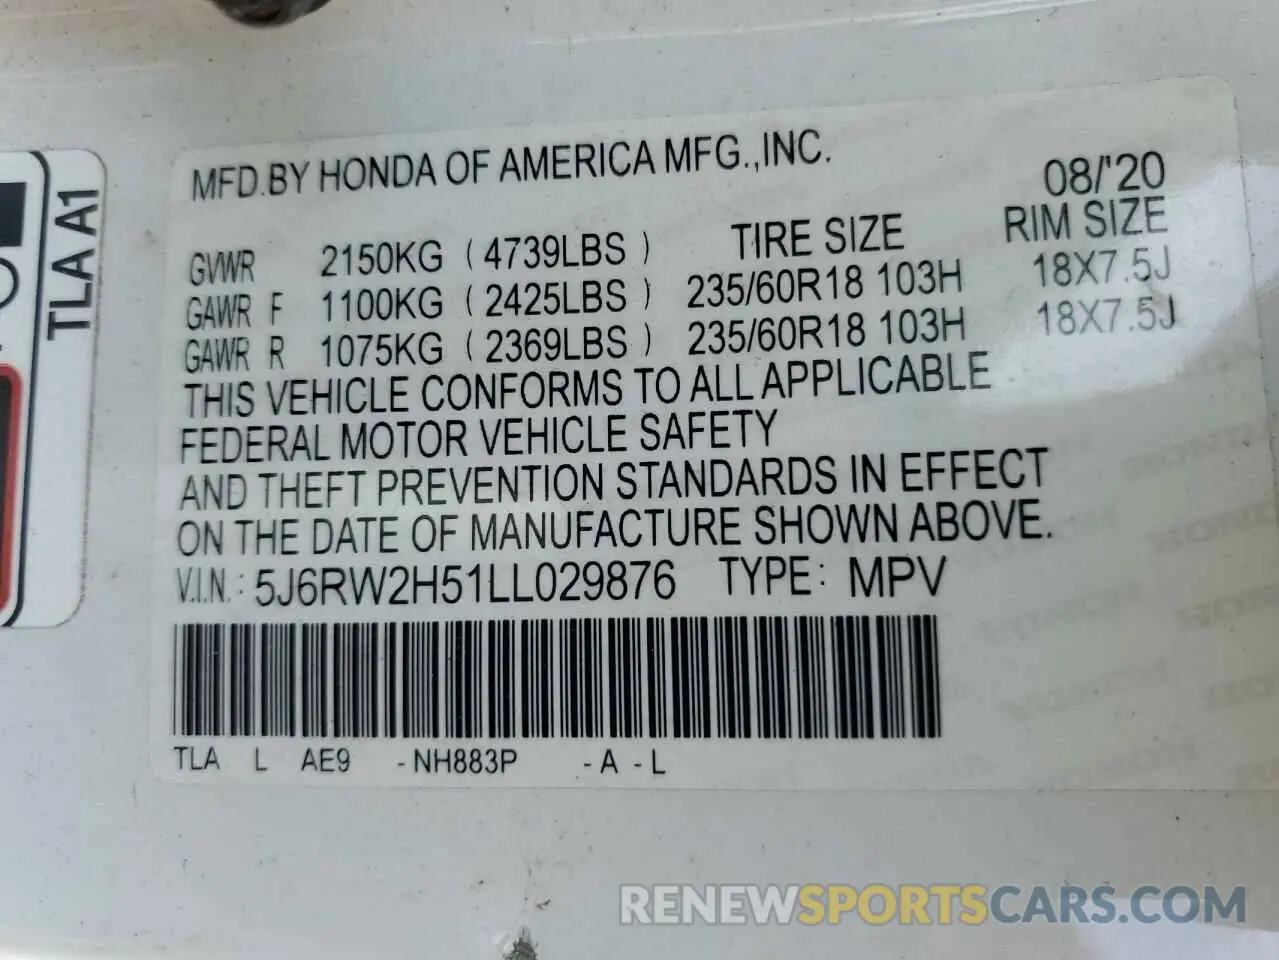 MFD.BY HONDA OF AMERICA MFG.,INC.
08/'20
GVWR 2150KG ( 4739LBS ) TIRE SIZE RIM SIZE
GAWR F 1100KG ( 2425LBS ) 235/60R18 103H 18X7.5J
GAWR R 1075KG ( 2369LBS ) 235/60R18 103H 18X7.5J
THIS VEHICLE CONFORMS TO ALL APPLICABLE
FEDERAL MOTOR VEHICLE SAFETY
AND THEFT PREVENTION STANDARDS IN EFFECT
ON THE DATE OF MANUFACTURE SHOWN ABOVE.
V.I.N.: 5J6RW2H51LL029876 TYPE: MPV
TLA L AE9 -NH883P -A -L
TLA A1
RENEWSPORTSCARS.COM